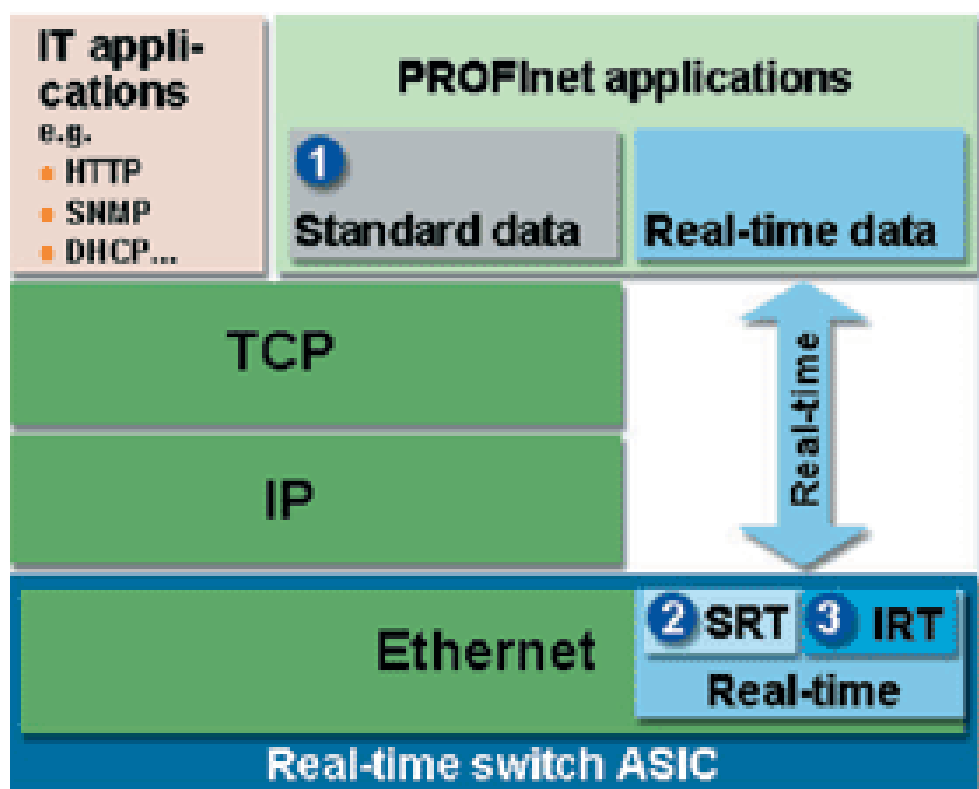 IT appli-
cations
e.g.
• HTTP
• SNMP
• DHCP...
PROFInet applications
1
Standard data
Real-time data
TCP
IP
Real-time
Ethernet
2 SRT 3 IRT
Real-time
Real-time switch ASIC